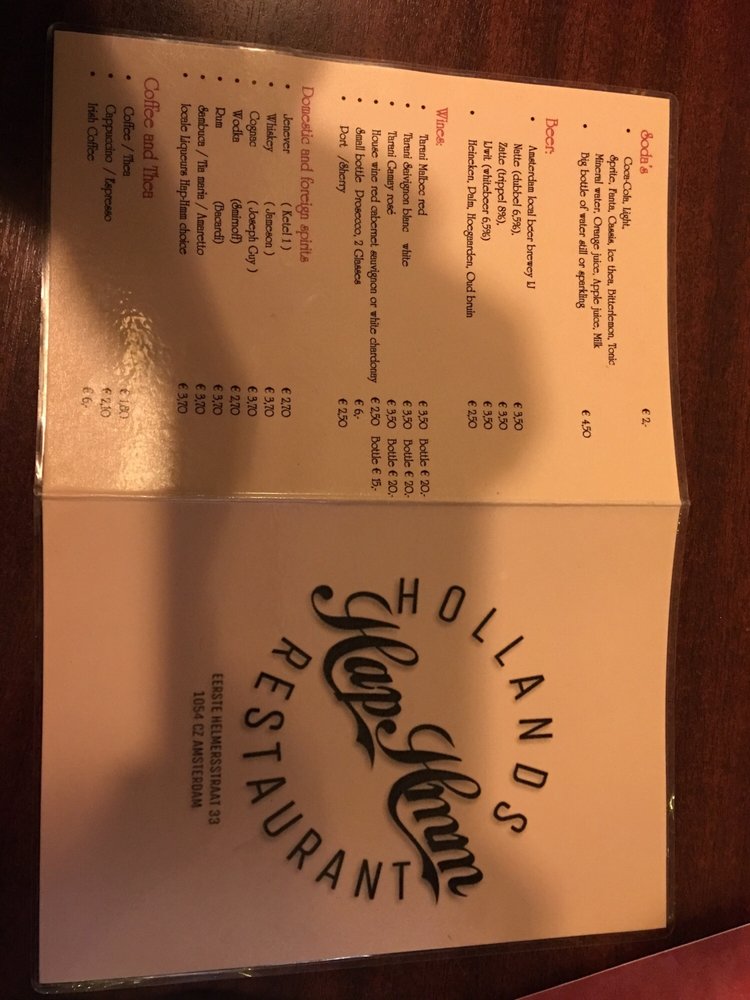 Soda's
• Coca-Cola, Light,
Sprite, Fanta, Cassis, Ice thea, Bitterlemon, Tonic € 2,-
Mineral water, Orange juice, Apple juice, Milk
• Big bottle of water still or sparkling € 4,50
Beer:
• Amsterdam local beer brewey IJ
Natte (dubbel 6.5%), € 3,50
Zatte (trippel 8%), € 3,50
IJwit (whitebeer 6.5%) € 3,50
• Heineken, Palm, Hoegaarden, Oud bruin € 2,50
Wines:
• Tarani Malbec red € 3,50 Bottle € 20,-
• Tarani Saivignon blanc white € 3,50 Bottle € 20,-
• Tarani Gamay rosé € 3,50 Bottle € 20,-
• House wine red cabernet sauvignon or white chardonay € 2,50 Bottle € 15,-
• Small bottle Prosecco, 2 Glasses € 6,-
• Port /Sherry € 2,50
Domestic and foreign spirits
• Jenever ( Ketel 1 ) € 2,70
• Whiskey ( Jameson ) € 3,70
• Cognac ( Joseph Guy ) € 3,70
• Wodka (Smirnoff) € 2,70
• Rum (Bacardi) € 3,70
• Sambuca / Tia maria / Amaretto € 3,70
• locale liqueurs Hap-Hmm choice € 3,70
Coffee and Thea
• Coffee / Thea € 1,80
• Cappuccino / Espresso € 2,10
• Irish Coffee € 6,-
HOLLANDS
Hap Hmm
RESTAURANT
EERSTE HELMERSSTRAAT 33
1054 CZ AMSTERDAM